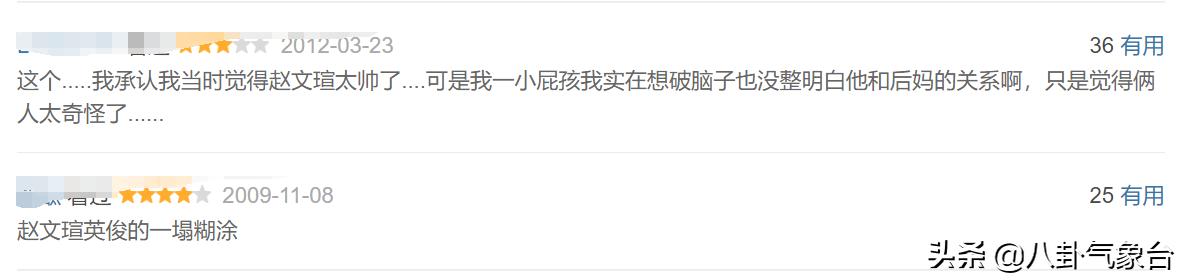 看过 2012-03-23 36 有用
这个.....我承认我当时觉得赵文瑄太帅了....可是我一小屁孩我实在想破脑子也没整明白他和后妈的关系啊，只是觉得俩
人太奇怪了......
看过 2009-11-08 25 有用
赵文瑄英俊的一塌糊涂
头条 @八卦气象台